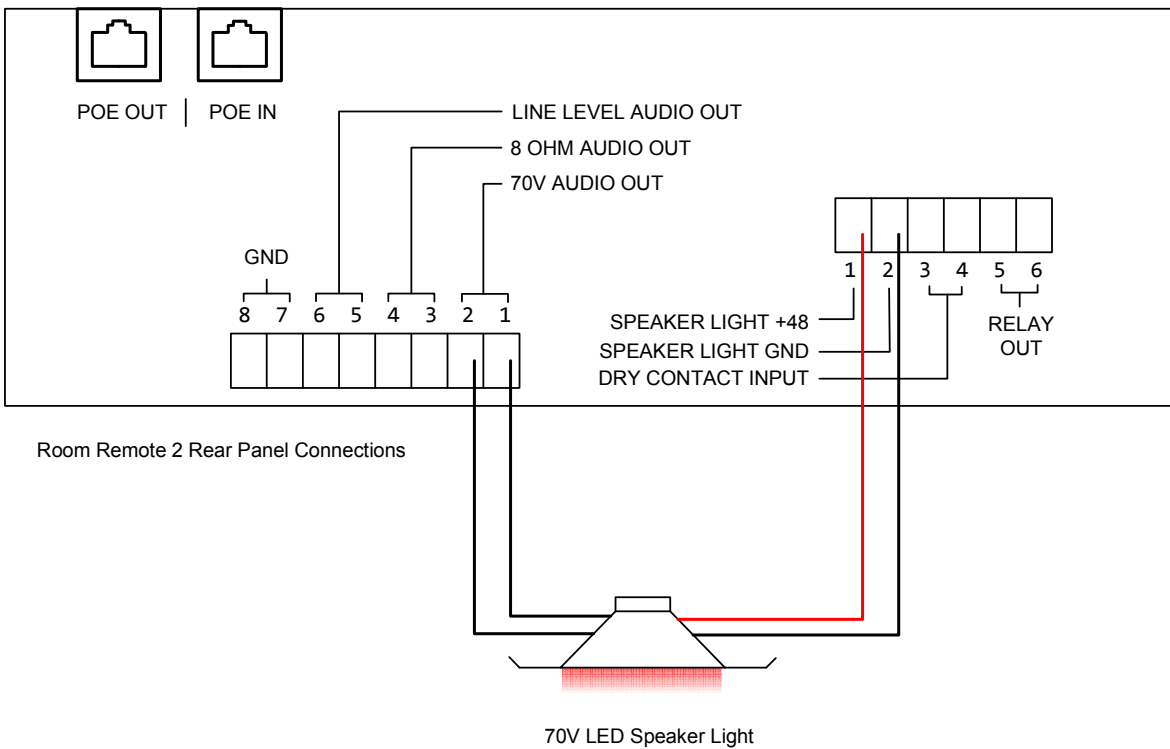 POE OUT | POE IN
LINE LEVEL AUDIO OUT
8 OHM AUDIO OUT
70V AUDIO OUT
GND
8 7 6 5 4 3 2 1
1 2 3 4 5 6
SPEAKER LIGHT +48
SPEAKER LIGHT GND
DRY CONTACT INPUT
RELAY
OUT
Room Remote 2 Rear Panel Connections
70V LED Speaker Light